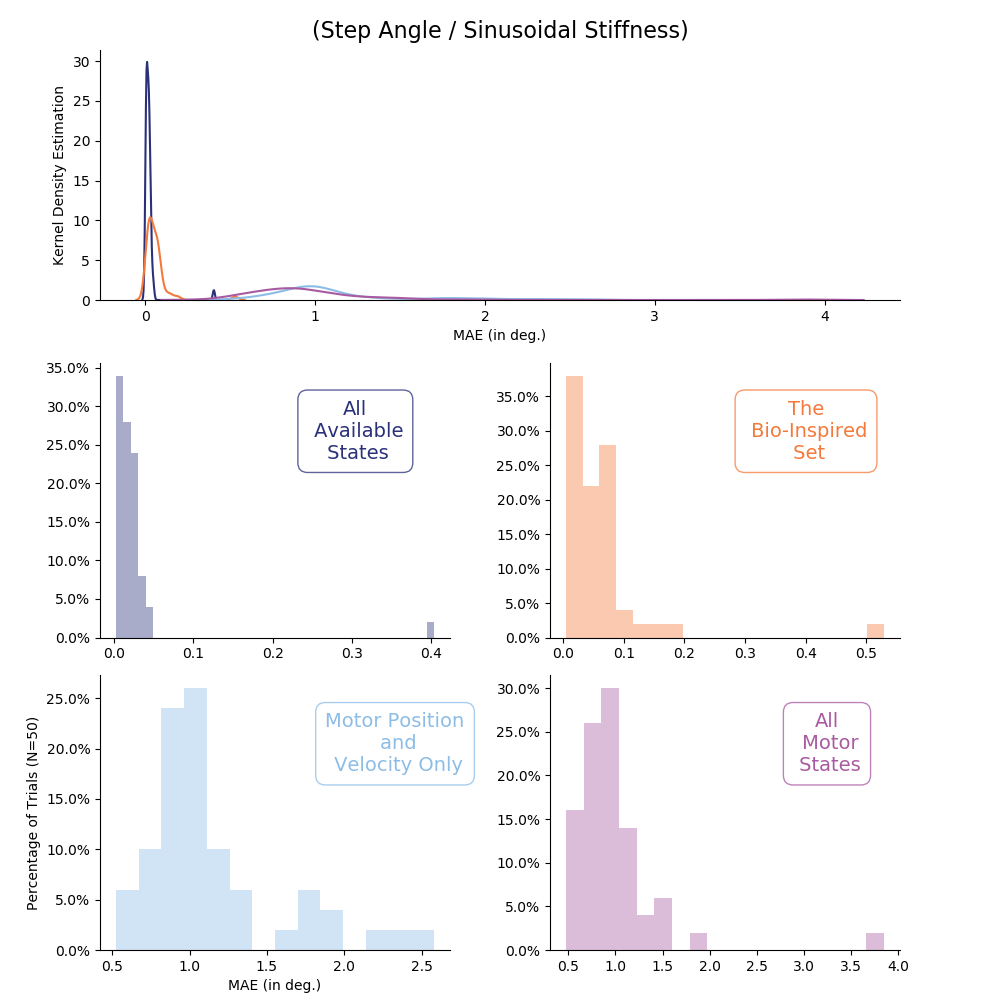 (Step Angle / Sinusoidal Stiffness)
30
25
20
15
10
5
0
Kernel Density Estimation
0 1 2 3 4
MAE (in deg.)
35.0%
30.0%
25.0%
20.0%
15.0%
10.0%
5.0%
0.0%
All
Available
States
0.0 0.1 0.2 0.3 0.4
35.0%
30.0%
25.0%
20.0%
15.0%
10.0%
5.0%
0.0%
The
Bio-Inspired
Set
0.0 0.1 0.2 0.3 0.4 0.5
Percentage of Trials (N=50)
25.0%
20.0%
15.0%
10.0%
5.0%
0.0%
Motor Position
and
Velocity Only
0.5 1.0 1.5 2.0 2.5
MAE (in deg.)
30.0%
25.0%
20.0%
15.0%
10.0%
5.0%
0.0%
All
Motor
States
0.5 1.0 1.5 2.0 2.5 3.0 3.5 4.0